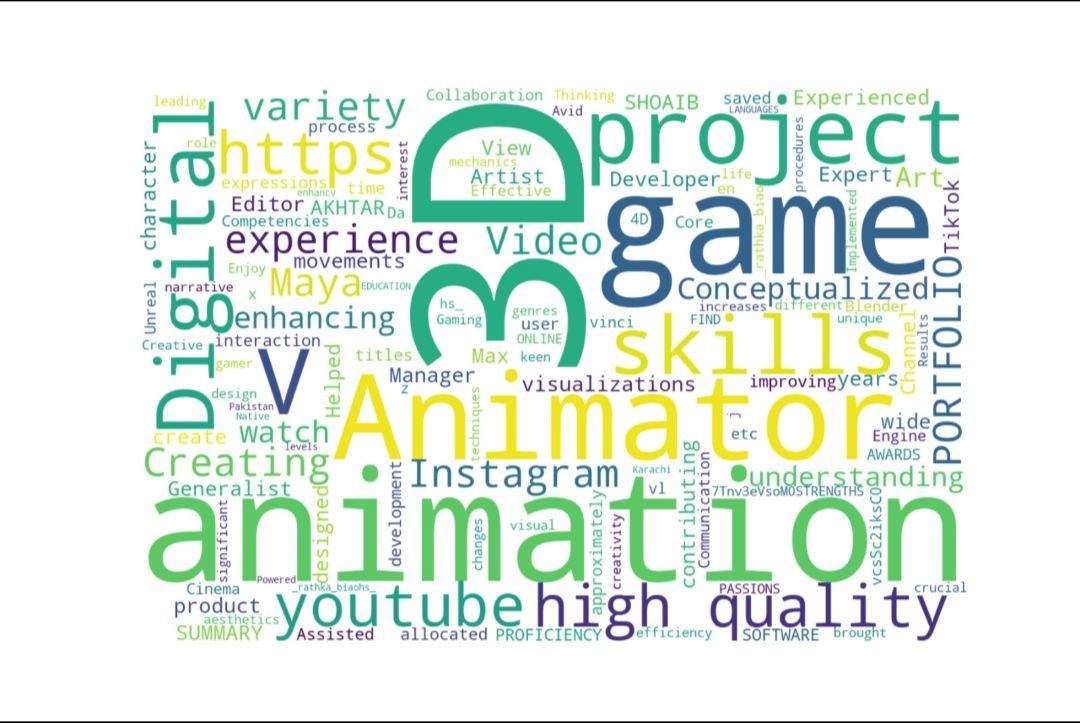 leading
variety
Collaboration
Thinking
Avid
SHOAIB
saved
LANGUAGES
Experienced
process
role
https
3D
View
mechanics
Artist
Effective
project
procedures
Digital
character
Unreal
expressions
enhancv
time
interest
Developer
life
en
Expert
Art
Editor
AKHTAR
Da
Competencies
4D
Core
_rathka_biao
Implemented
TikTok
experience
movements
Video
game
Enjoy
Maya
EDUCATION
Conceptualized
narrative
x
hs_
Gaming
genres
user
ONLINE
vinci
increases
different
Blender
FIND
unique
PORTFOLIO
enhancing
interaction
Creative
gamer
titles
Max
keen
skills
Channel
Results
V
Helped
Manager
Z
visualizations
improving
years
design
Pakistan
Native
levels
create
watch
Animator
techniques
j
etc
wide
Engine
AWARDS
Creating
Instagram
Karachi
vl
understanding
Generalist
7Tnv3eVsoMOSTRENGTHS
contributing
Communication
designed
development
significant
animation
changes
visual
approximately
creativity
vcsSc2iksC0
Powered
Cinema
_rathka_biaohs_
PASSIONS
crucial
product
aesthetics
youtube
high quality
SUMMARY
Assisted
allocated
PROFICIENCY
efficiency
SOFTWARE
brought